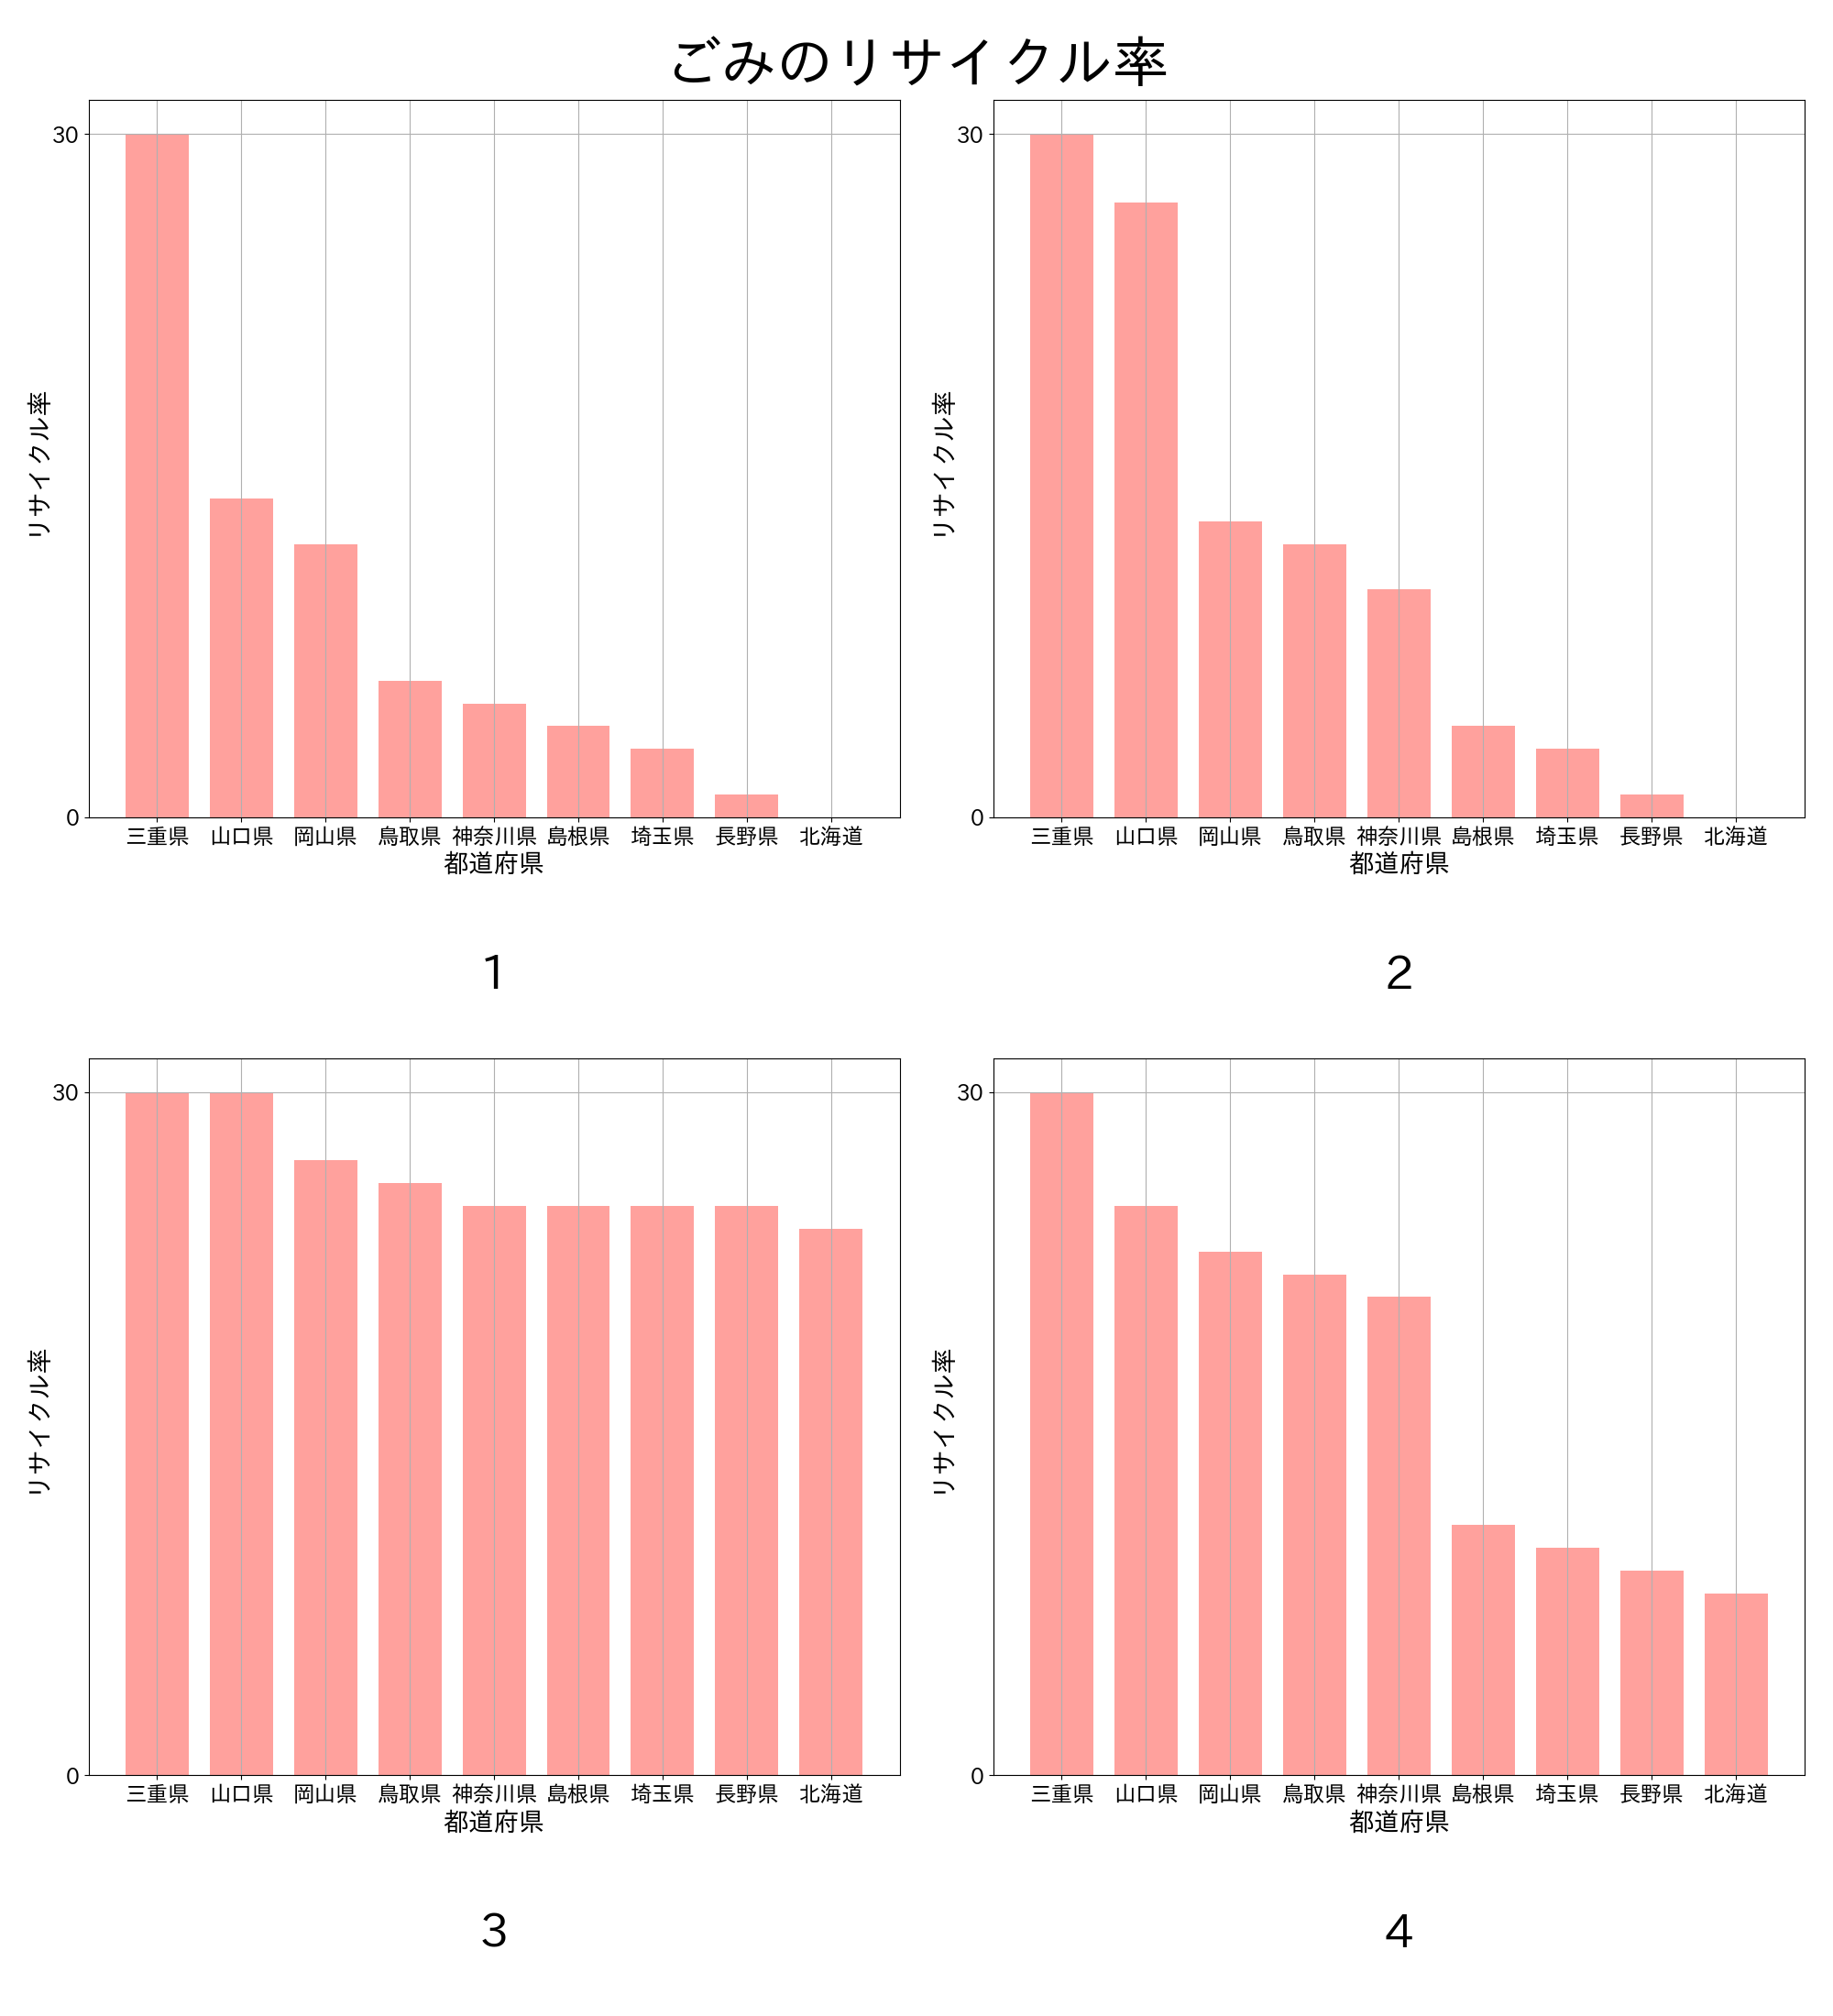 ごみのリサイクル率
30
0
リサイクル率
三重県 山口県 岡山県 鳥取県 神奈川県 島根県 埼玉県 長野県 北海道
都道府県
1
30
0
リサイクル率
三重県 山口県 岡山県 鳥取県 神奈川県 島根県 埼玉県 長野県 北海道
都道府県
2
30
0
リサイクル率
三重県 山口県 岡山県 鳥取県 神奈川県 島根県 埼玉県 長野県 北海道
都道府県
3
30
0
リサイクル率
三重県 山口県 岡山県 鳥取県 神奈川県 島根県 埼玉県 長野県 北海道
都道府県
4